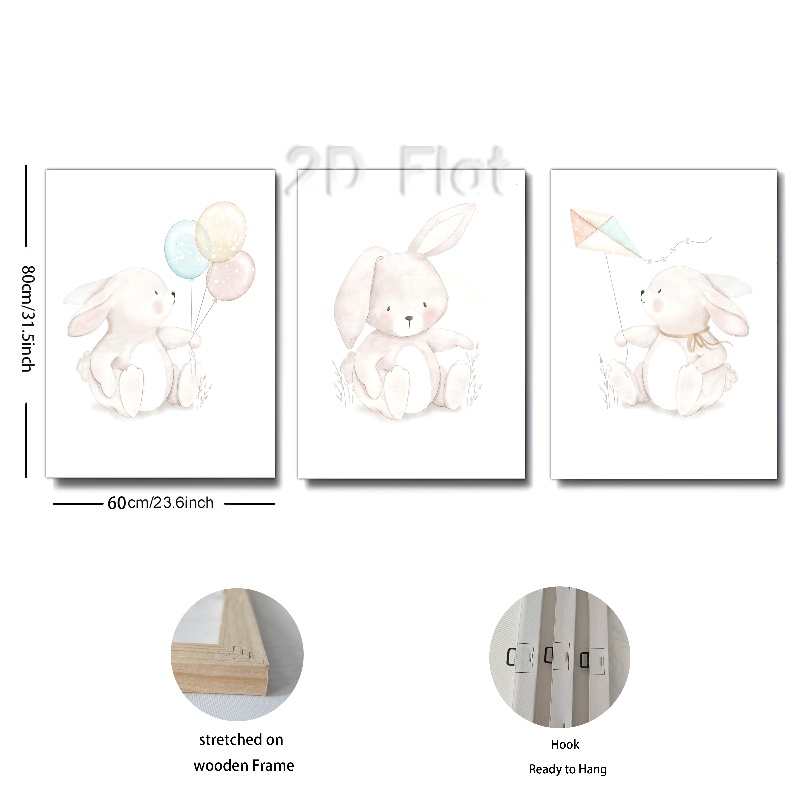 2D Flat
80cm/31.5inch
60cm/23.6inch
stretched on
wooden Frame
Hook
Ready to Hang